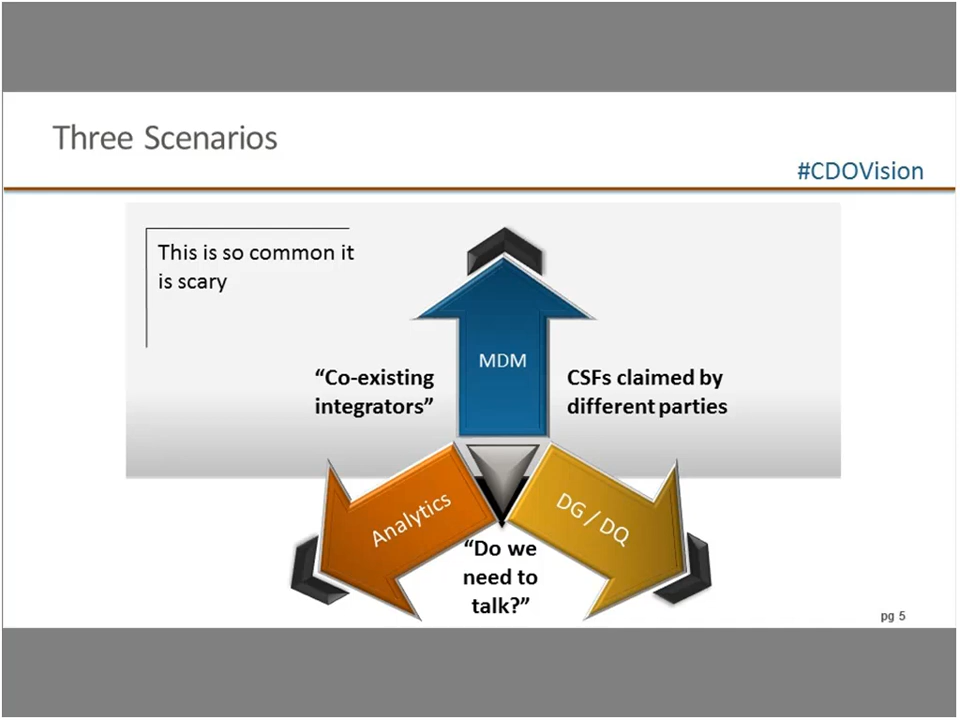 Three Scenarios
#CDOVision
This is so common it
is scary
MDM
“Co-existing
integrators”
CSFs claimed by
different parties
Analytics
DG / DQ
“Do we
need to
talk?”
pg 5